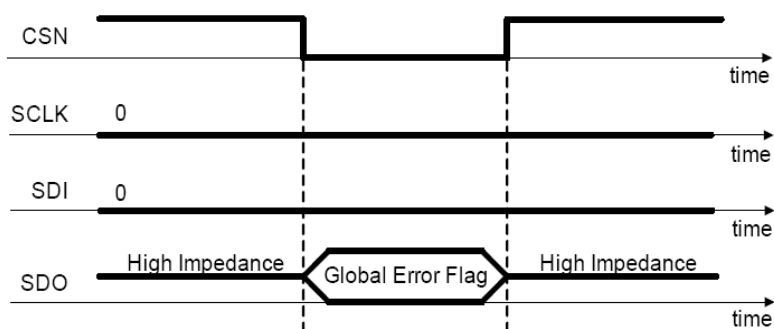 CSN
time
SCLK
0
time
SDI
0
time
High Impedance
Global Error Flag
High Impedance
SDO
time